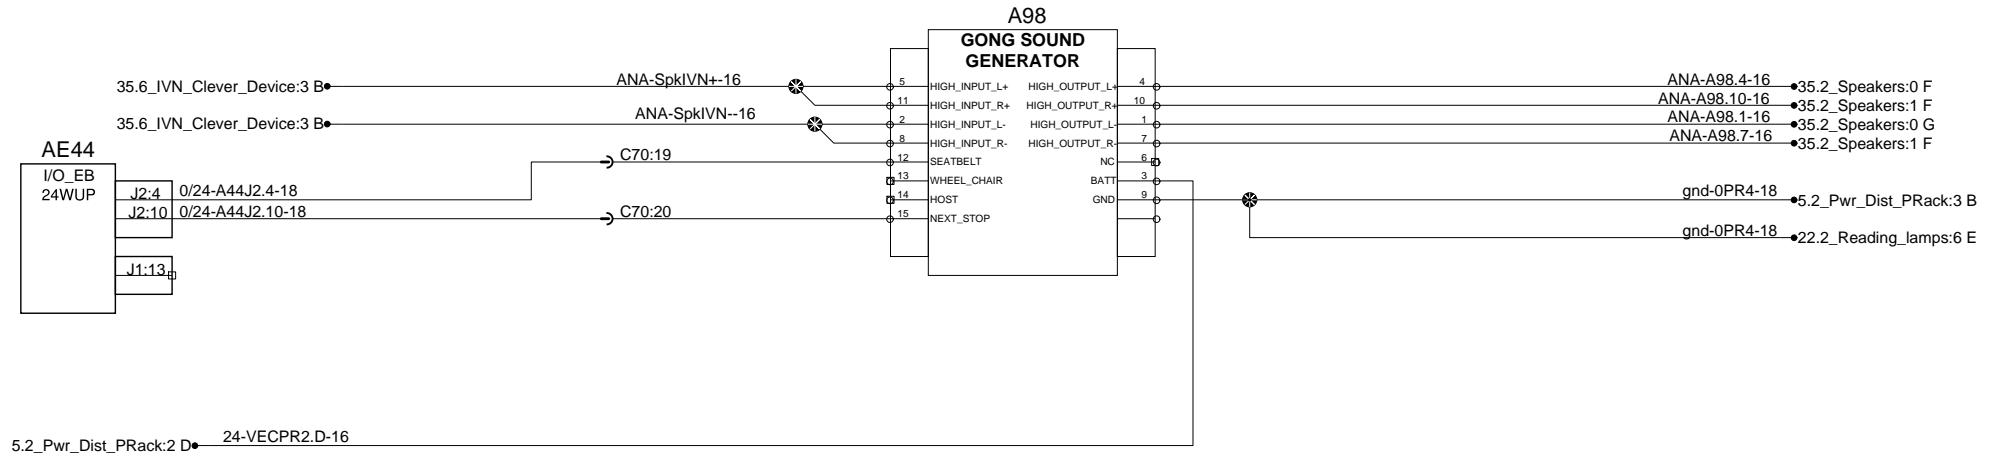 A98
GONG SOUND
GENERATOR
35.6_IVN_Clever_Device:3 B
ANA-SpkIVN+-16
5
HIGH_INPUT_L+
HIGH_OUTPUT_L+
4
ANA-A98.4-16
35.2_Speakers:0 F
11
HIGH_INPUT_R+
HIGH_OUTPUT_R+
10
ANA-A98.10-16
35.2_Speakers:1 F
35.6_IVN_Clever_Device:3 B
ANA-SpkIVN--16
2
HIGH_INPUT_L-
HIGH_OUTPUT_L-
1
ANA-A98.1-16
35.2_Speakers:0 G
8
HIGH_INPUT_R-
HIGH_OUTPUT_R-
7
ANA-A98.7-16
35.2_Speakers:1 F
AE44
I/O_EB
24WUP
C70:19
12
SEATBELT
NC
6
13
WHEEL_CHAIR
BATT
3
J2:4
0/24-A44J2.4-18
14
HOST
GND
9
gnd-0PR4-18
5.2_Pwr_Dist_PRack:3 B
J2:10
0/24-A44J2.10-18
C70:20
15
NEXT_STOP
gnd-0PR4-18
22.2_Reading_lamps:6 E
J1:13
5.2_Pwr_Dist_PRack:2 D
24-VECPR2.D-16